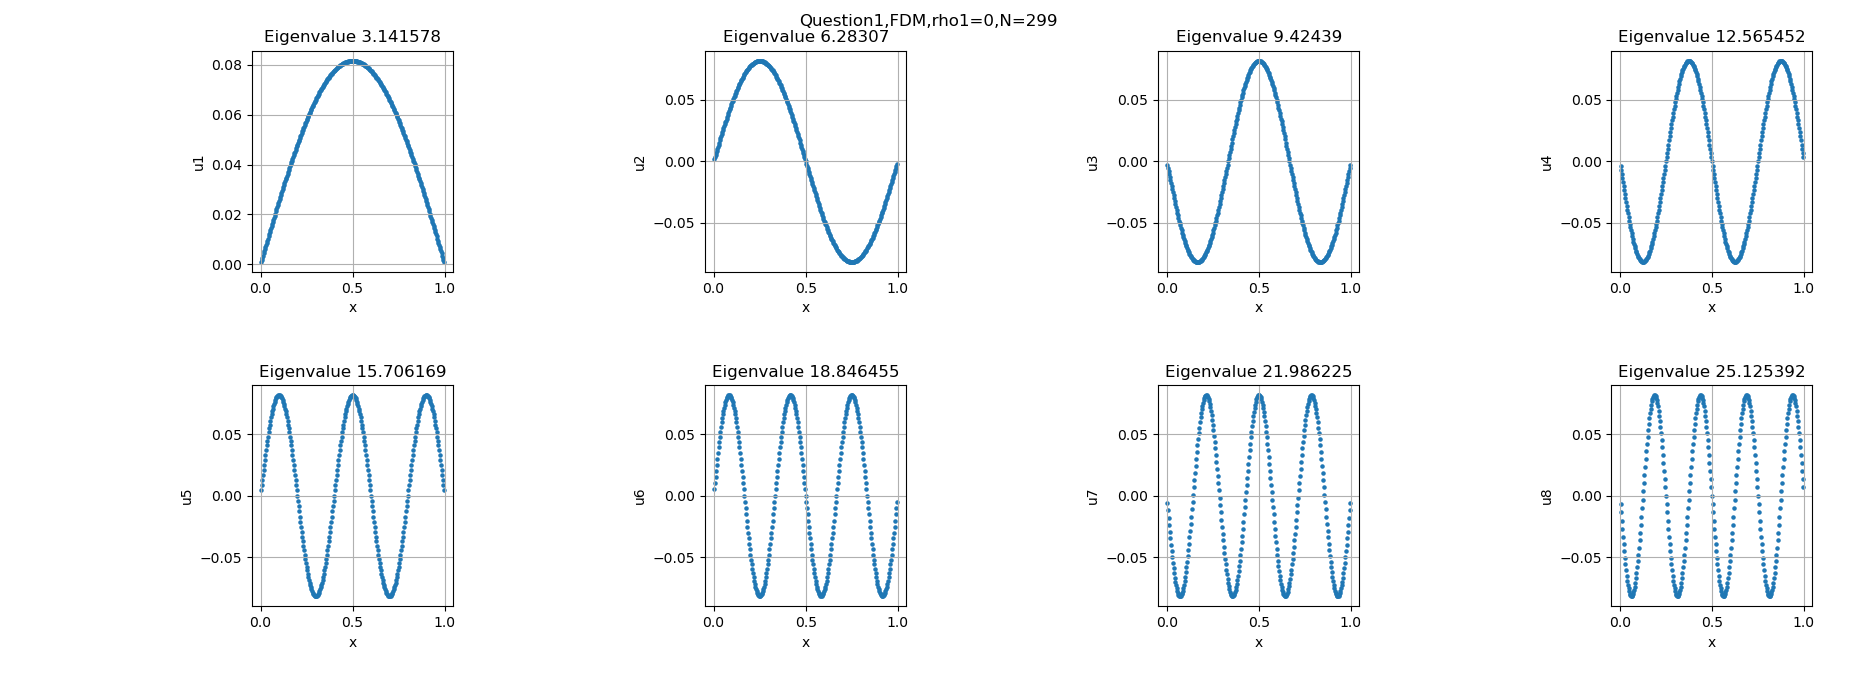 Question1,FDM,rho1=0,N=299
Eigenvalue 3.141578
0.08
0.06
0.04
0.02
0.00
u1
0.0 0.5 1.0
x
Eigenvalue 6.28307
0.05
0.00
−0.05
u2
0.0 0.5 1.0
x
Eigenvalue 9.42439
0.05
0.00
−0.05
u3
0.0 0.5 1.0
x
Eigenvalue 12.565452
0.05
0.00
−0.05
u4
0.0 0.5 1.0
x
Eigenvalue 15.706169
0.05
0.00
−0.05
u5
0.0 0.5 1.0
x
Eigenvalue 18.846455
0.05
0.00
−0.05
u6
0.0 0.5 1.0
x
Eigenvalue 21.986225
0.05
0.00
−0.05
u7
0.0 0.5 1.0
x
Eigenvalue 25.125392
0.05
0.00
−0.05
u8
0.0 0.5 1.0
x